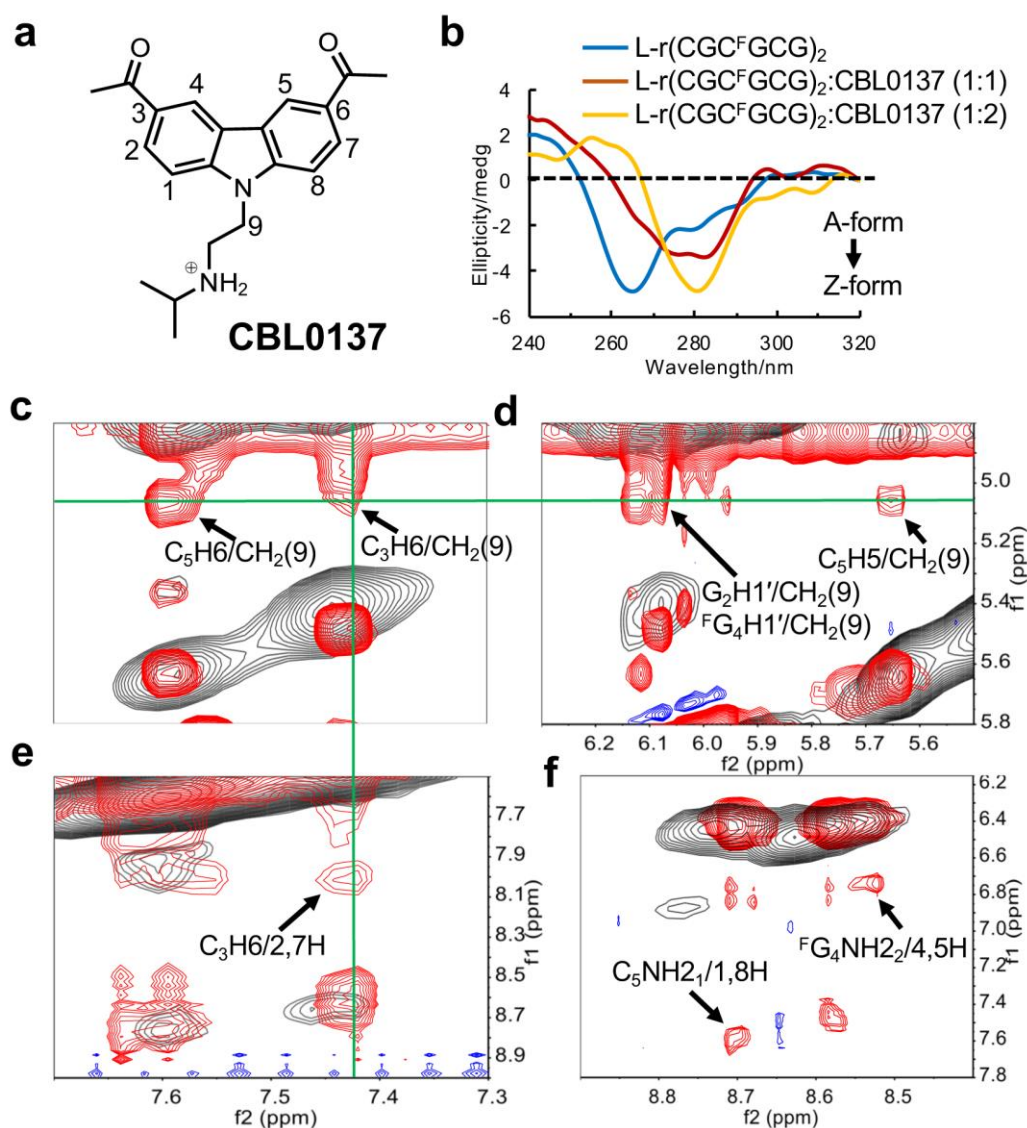 a
O
O
4
5
3
6
2
7
1
N
8
9
⊕
NH₂
CBL0137
b
L-r(CGCᶠGCG)₂
L-r(CGCᶠGCG)₂:CBL0137 (1:1)
L-r(CGCᶠGCG)₂:CBL0137 (1:2)
Ellipticity/medg
6
4
2
0
-2
-4
-6
A-form
Z-form
240 260 280 300 320
Wavelength/nm
c
C₅H6/CH₂(9)
C₃H6/CH₂(9)
d
5.0
5.2
5.4
5.6
5.8
f1 (ppm)
C₅H5/CH₂(9)
G₂H1′/CH₂(9)
ᶠG₄H1′/CH₂(9)
6.2 6.1 6.0 5.9 5.8 5.7 5.6
f2 (ppm)
e
7.7
7.9
8.1
8.3
8.5
8.7
8.9
f1 (ppm)
C₃H6/2,7H
7.6 7.5 7.4 7.3
f2 (ppm)
f
6.2
6.4
6.6
6.8
7.0
7.2
7.4
7.6
7.8
f1 (ppm)
ᶠG₄NH2₂/4,5H
C₅NH2₁/1,8H
8.8 8.7 8.6 8.5
f2 (ppm)